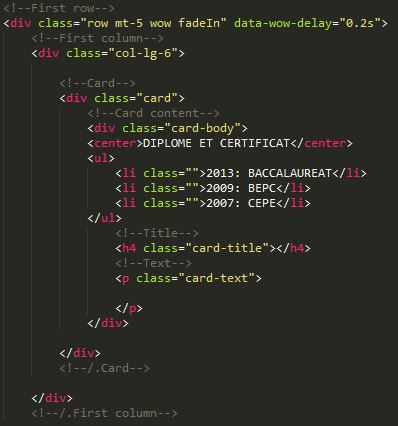 <!--First row-->
<div class="row mt-5 wow fadeIn" data-wow-delay="0.2s">
<!--First column-->
<div class="col-lg-6">
<!--Card-->
<div class="card">
<!--Card content-->
<div class="card-body">
<center>DIPLOME ET CERTIFICAT</center>
<ul>
<li class="">2013: BACCALAUREAT</li>
<li class="">2009: BEPC</li>
<li class="">2007: CEPE</li>
</ul>
<!--Title-->
<h4 class="card-title"></h4>
<!--Text-->
<p class="card-text">
</p>
</div>
</div>
<!--/.Card-->
</div>
<!--/.First column-->